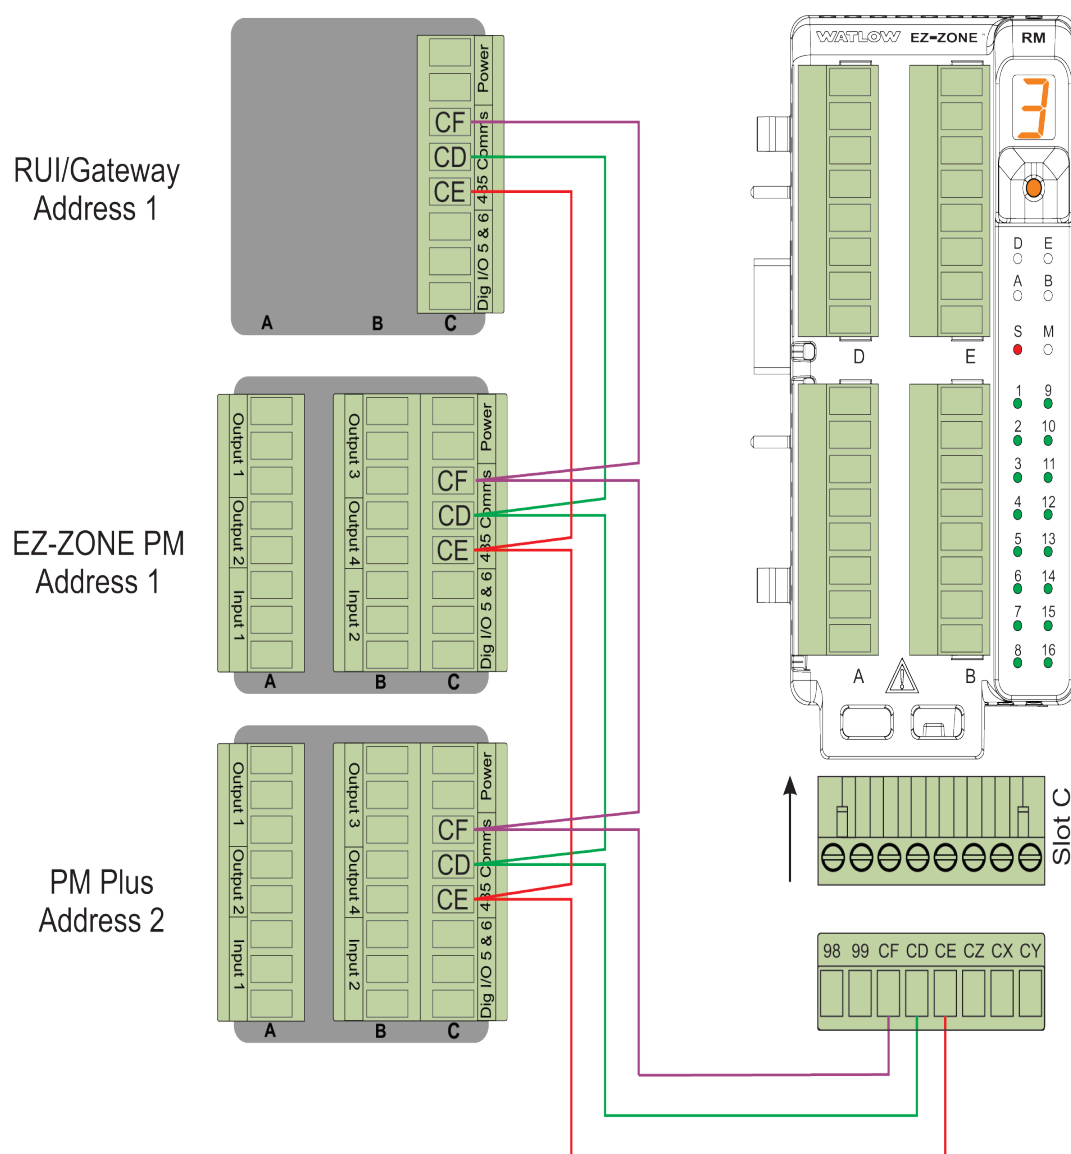 RUI/Gateway
Address 1
Power
485 Comms
Dig I/O 5 & 6
CF
CD
CE
A
B
C
EZ-ZONE PM
Address 1
Output 1
Output 2
Input 1
Output 3
Output 4
Input 2
CF
CD
CE
Power
485 Comms
Dig I/O 5 & 6
A
B
C
PM Plus
Address 2
Output 1
Output 2
Input 1
Output 3
Output 4
Input 2
CF
CD
CE
Power
485 Comms
Dig I/O 5 & 6
A
B
C
WATLOW EZ-ZONE RM
3
D E
A B
S M
1 9
2 10
3 11
4 12
5 13
6 14
7 15
8 16
D
E
A
B
Slot C
98 99 CF CD CE CZ CX CY